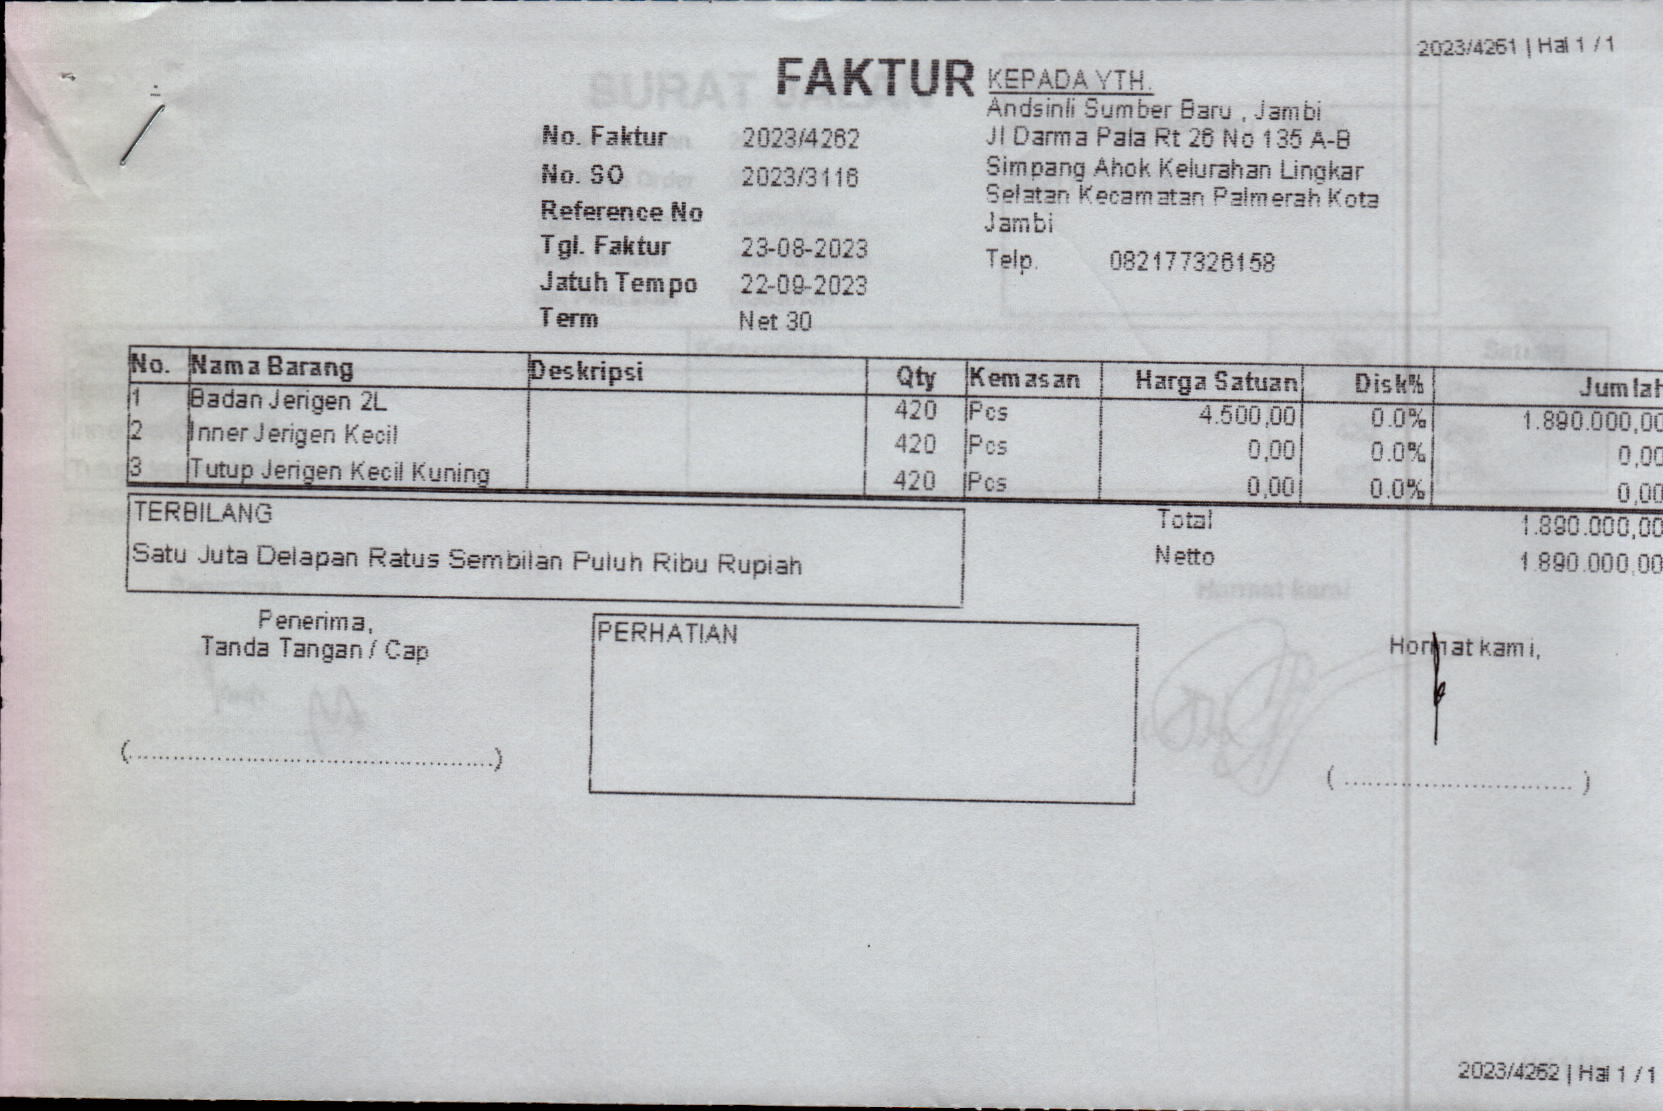 2023/4261 | Hal 1 / 1
FAKTUR
KEPADA YTH.
Andsinli Sumber Baru , Jambi
Jl Darma Pala Rt 26 No 135 A-B
Simpang Ahok Kelurahan Lingkar
Selatan Kecamatan Palmerah Kota
Jambi
Telp. 082177326158
No. Faktur 2023/4262
No. SO 2023/3116
Reference No
Tgl. Faktur 23-08-2023
Jatuh Tempo 22-09-2023
Term Net 30
No. Nama Barang Deskripsi Qty Kemasan Harga Satuan Disk% Jumlah
1 Badan Jerigen 2L 420 Pcs 4.500,00 0.0% 1.890.000,00
2 Inner Jerigen Kecil 420 Pcs 0,00 0.0% 0,00
3 Tutup Jerigen Kecil Kuning 420 Pcs 0,00 0.0% 0,00
TERBILANG
Satu Juta Delapan Ratus Sembilan Puluh Ribu Rupiah
Total 1.890.000,00
Netto 1.890.000,00
Penerima,
Tanda Tangan / Cap
(..................................................)
PERHATIAN
Hormat kami,
( ................................ )
2023/4262 | Hal 1 / 1